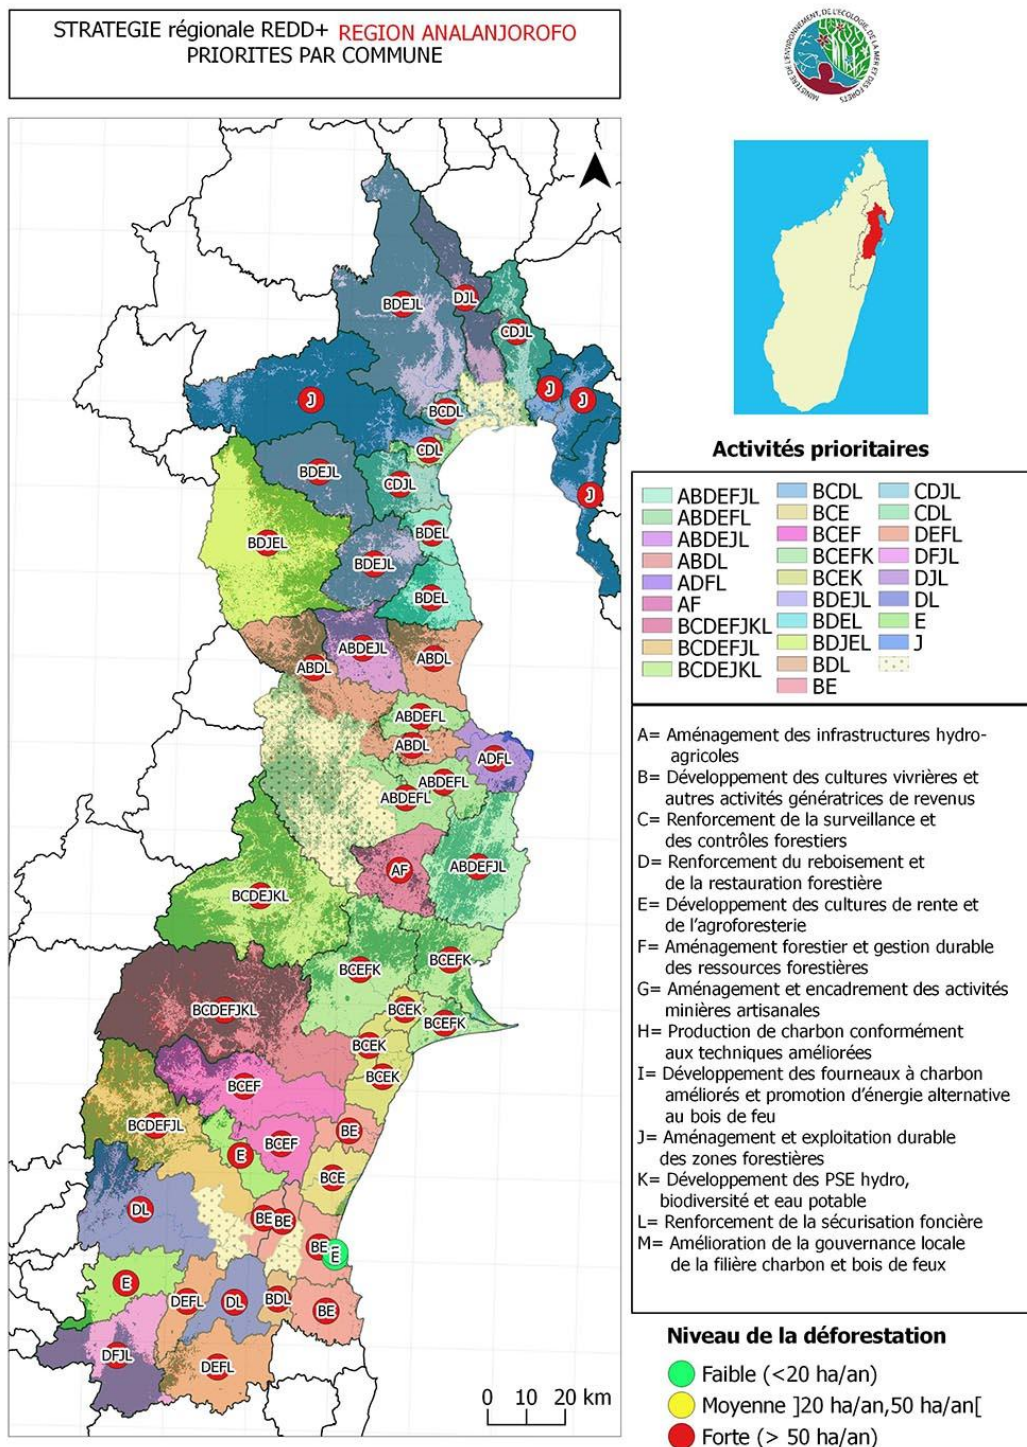 STRATEGIE régionale REDD+ REGION ANALANJOROFO
PRIORITES PAR COMMUNE
MINISTERE DE L'ENVIRONNEMENT, DE L'ECOLOGIE, DE LA MER ET DES FORETS
BDEJL
DJL
CDJL
J
J
J
BCDL
CDL
BDEJL
CDJL
J
BDJEL
BDEL
BDEJL
BDEL
ABDEJL
ABDL
ABDL
ABDEFL
ABDL
ADFL
ABDEFL
ABDEFL
AF
ABDEFJL
BCDEJKL
BCEFK
BCEFK
BCDEFJKL
BCEK
BCEFK
BCEK
BCEK
BCEF
BCDEFJL
BE
BCEF
E
BCE
DL
BE
BE
BE
E
E
DEFL
DL
BDL
BE
DFJL
DEFL
0 10 20 km
Activités prioritaires
ABDEFJL
ABDEFL
ABDEJL
ABDL
ADFL
AF
BCDEFJKL
BCDEFJL
BCDEJKL
BCDL
BCE
BCEF
BCEFK
BCEK
BDEJL
BDEL
BDJEL
BDL
BE
CDJL
CDL
DEFL
DFJL
DJL
DL
E
J
A= Aménagement des infrastructures hydro-
agricoles
B= Développement des cultures vivrières et
autres activités génératrices de revenus
C= Renforcement de la surveillance et
des contrôles forestiers
D= Renforcement du reboisement et
de la restauration forestière
E= Développement des cultures de rente et
de l'agroforesterie
F= Aménagement forestier et gestion durable
des ressources forestières
G= Aménagement et encadrement des activités
minières artisanales
H= Production de charbon conformément
aux techniques améliorées
I= Développement des fourneaux à charbon
améliorés et promotion d'énergie alternative
au bois de feu
J= Aménagement et exploitation durable
des zones forestières
K= Développement des PSE hydro,
biodiversité et eau potable
L= Renforcement de la sécurisation foncière
M= Amélioration de la gouvernance locale
de la filière charbon et bois de feux
Niveau de la déforestation
Faible (<20 ha/an)
Moyenne ]20 ha/an,50 ha/an[
Forte (> 50 ha/an)